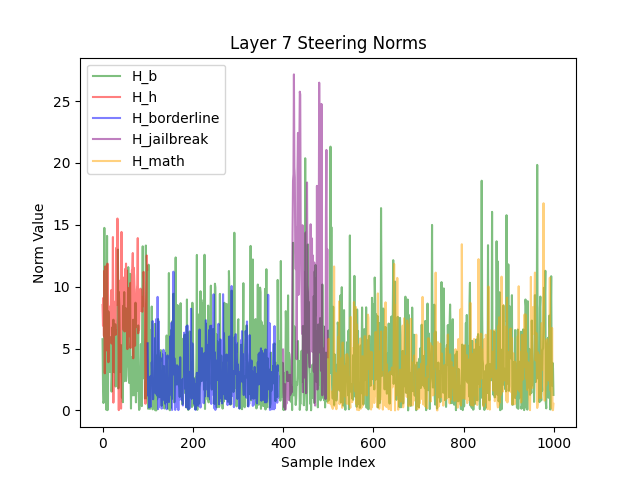 Layer 7 Steering Norms
H_b
H_h
H_borderline
H_jailbreak
H_math
Norm Value
25
20
15
10
5
0
0 200 400 600 800 1000
Sample Index